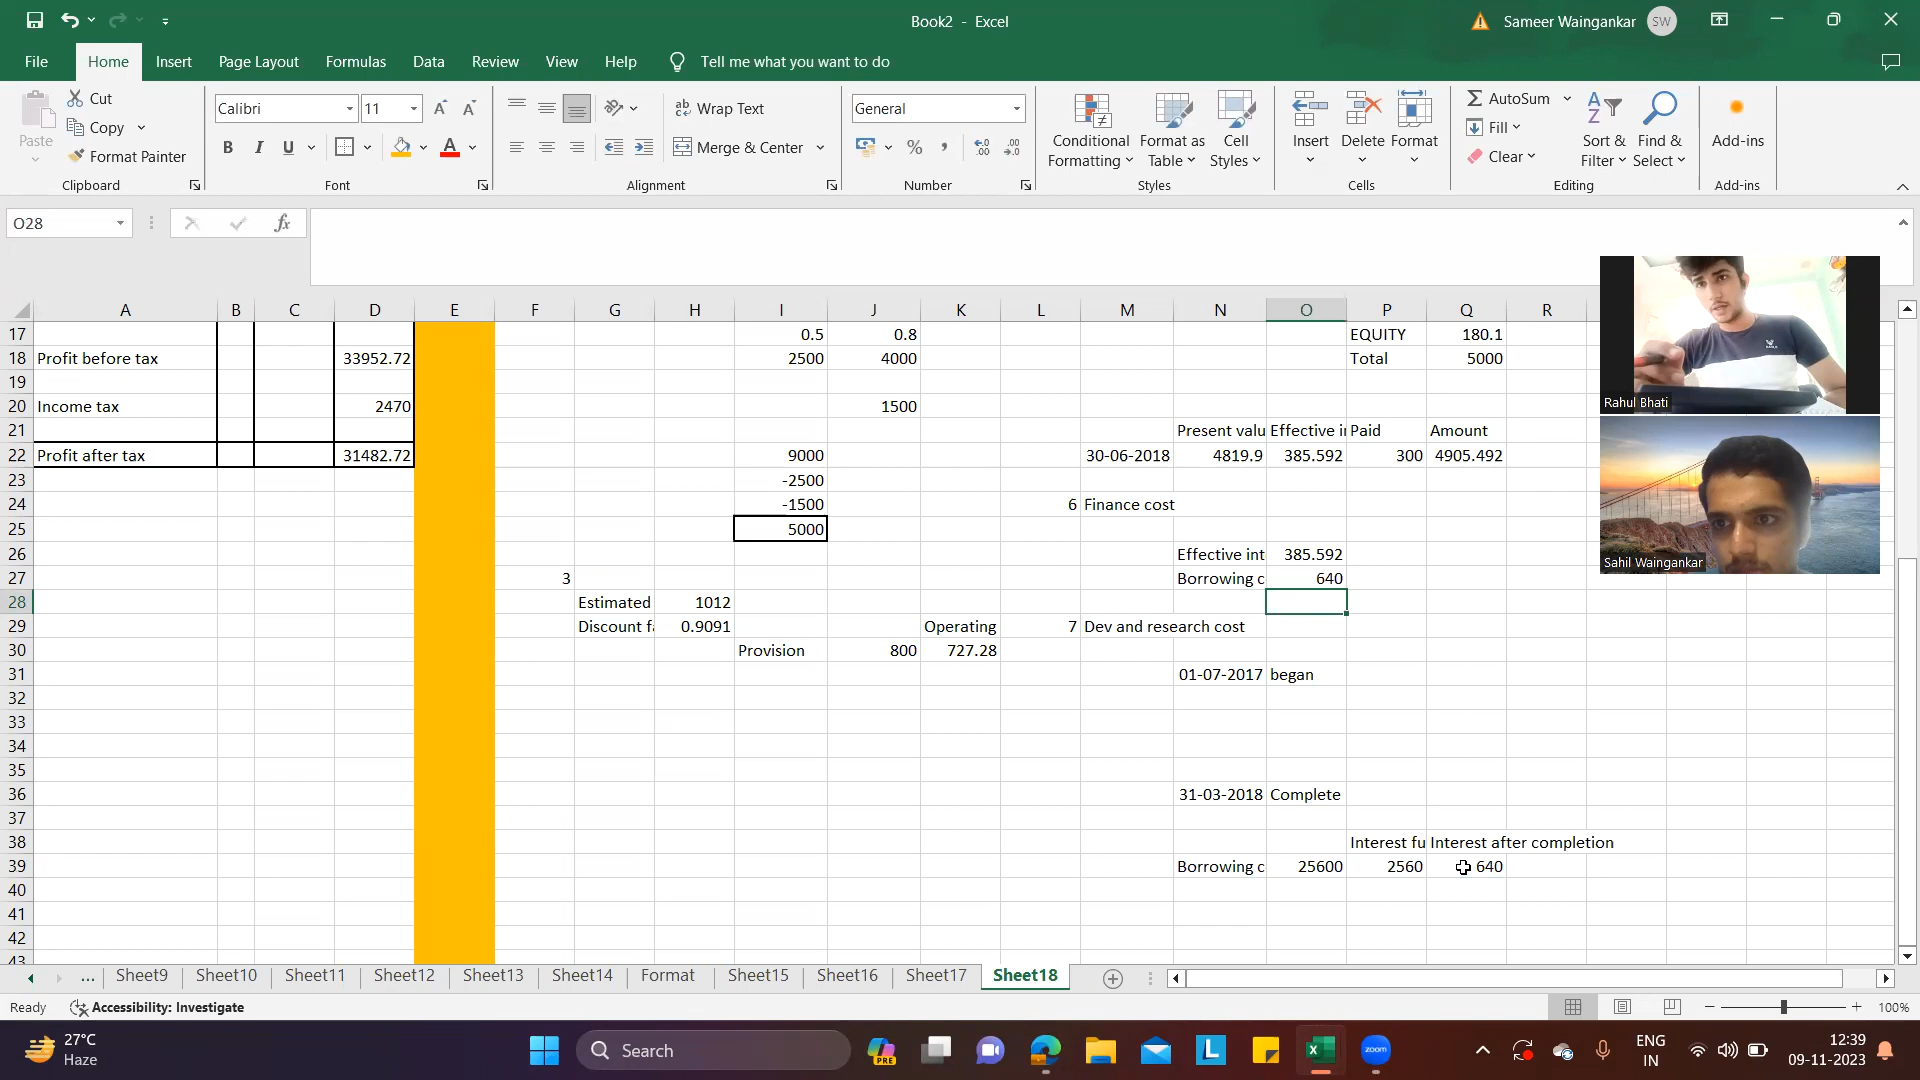 Book2 - Excel
Sameer Waingankar SW
File Home Insert Page Layout Formulas Data Review View Help Tell me what you want to do
Paste
Cut
Copy
Format Painter
Clipboard
Calibri 11
B I U
Font
Wrap Text
Merge & Center
Alignment
General
Number
Conditional Formatting
Format as Table
Cell Styles
Styles
Insert Delete Format
Cells
AutoSum
Fill
Clear
Sort & Filter
Find & Select
Editing
Add-ins
Add-ins
O28
fx
A B C D E F G H I J K L M N O P Q R
17 0.5 0.8 EQUITY 180.1
18 Profit before tax 33952.72 2500 4000 Total 5000
19
20 Income tax 2470 1500
21 Present valu Effective i Paid Amount
22 Profit after tax 31482.72 9000 30-06-2018 4819.9 385.592 300 4905.492
23 -2500
24 -1500 6 Finance cost
25 5000
26 Effective int 385.592
27 3 Borrowing c 640
28 Estimated 1012
29 Discount fa 0.9091 Operating 7 Dev and research cost
30 Provision 800 727.28
31 01-07-2017 began
32
33
34
35
36 31-03-2018 Complete
37
38 Interest fu Interest after completion
39 Borrowing c 25600 2560 640
40
41
42
43
Rahul Bhati
Sahil Waingankar
... Sheet9 Sheet10 Sheet11 Sheet12 Sheet13 Sheet14 Format Sheet15 Sheet16 Sheet17 Sheet18
Ready Accessibility: Investigate 100%
27°C
Haze
Search
PRE
L
zoom
ENG
IN
12:39
09-11-2023